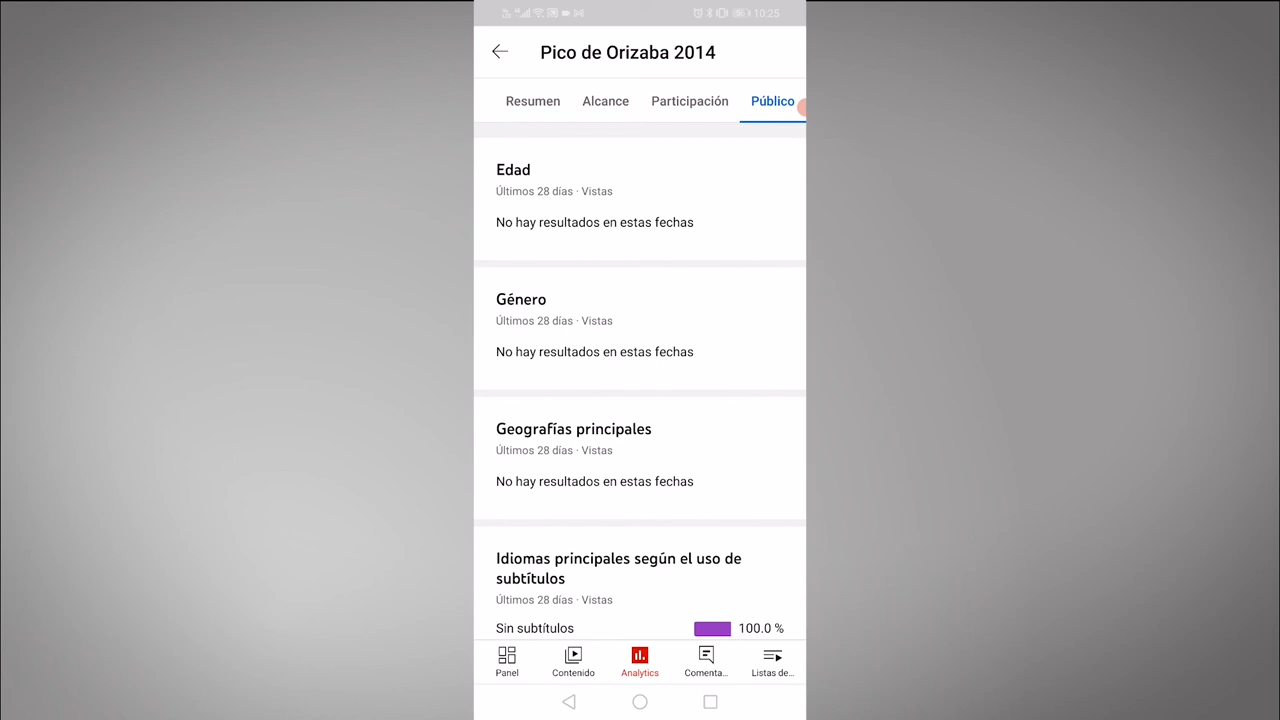 10:25
Pico de Orizaba 2014
Resumen Alcance Participación Público
Edad
Últimos 28 días · Vistas
No hay resultados en estas fechas
Género
Últimos 28 días · Vistas
No hay resultados en estas fechas
Geografías principales
Últimos 28 días · Vistas
No hay resultados en estas fechas
Idiomas principales según el uso de
subtítulos
Últimos 28 días · Vistas
Sin subtítulos 100.0 %
Panel Contenido Analytics Comenta... Listas de...